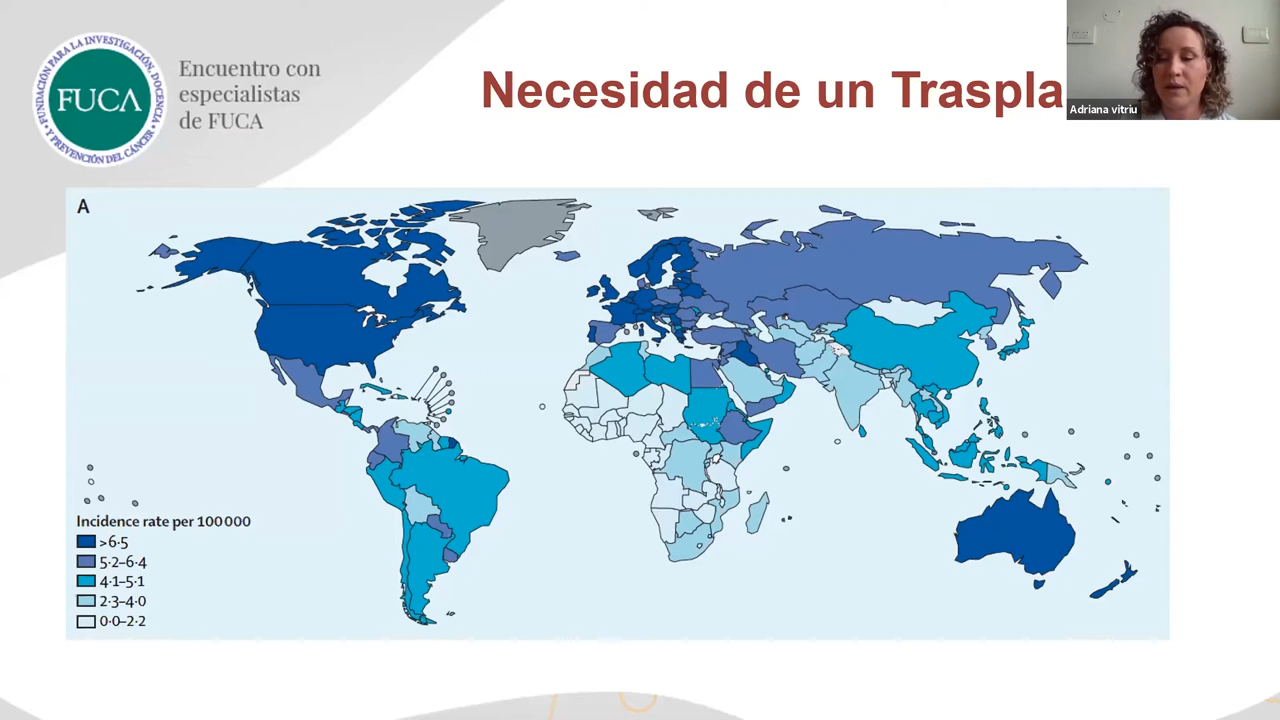 FUNDACIÓN PARA LA INVESTIGACIÓN, DOCENCIA
Y PREVENCIÓN DEL CÁNCER
FUCA
Encuentro con
especialistas
de FUCA
Necesidad de un Traspla
Adriana vitriu
A
Incidence rate per 100 000
>6·5
5·2–6·4
4·1–5·1
2·3–4·0
0·0–2·2